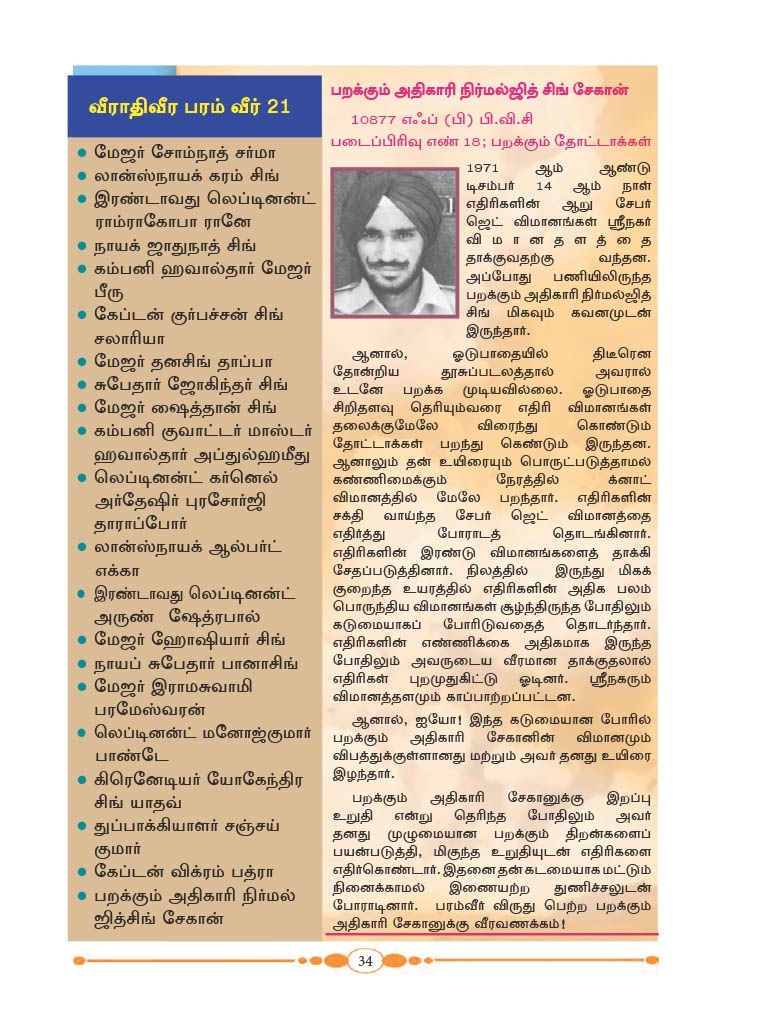 வீராதிவீர பரம் வீர் 21
மேஜர் சோம்நாத் சர்மா
லான்ஸ்நாயக் கரம் சிங்
இரண்டாவது லெப்டினன்ட்
ராம்ராகோபா ரானே
நாயக் ஜாதுநாத் சிங்
கம்பனி ஹவால்தார் மேஜர்
பீரு
கேப்டன் குர்பச்சன் சிங்
சலாரியா
மேஜர் தனசிங் தாப்பா
சுபேதார் ஜோகிந்தர் சிங்
மேஜர் ஷைத்தான் சிங்
கம்பனி குவாட்டர் மாஸ்டர்
ஹவால்தார் அப்துல்ஹமீது
லெப்டினன்ட் கர்னெல்
அர்தேஷிர் புரசோர்ஜி
தாராப்போர்
லான்ஸ்நாயக் ஆல்பர்ட்
எக்கா
இரண்டாவது லெப்டினன்ட்
அருண் ஷேத்ரபால்
மேஜர் ஹோஷியார் சிங்
நாயப் சுபேதார் பானாசிங்
மேஜர் இராமசுவாமி
பரமேஸ்வரன்
லெப்டினன்ட் மனோஜ்குமார்
பாண்டே
கிரெனேடியர் யோகேந்திர
சிங் யாதவ்
துப்பாக்கியாளர் சஞ்சய்
குமார்
கேப்டன் விக்ரம் பத்ரா
பறக்கும் அதிகாரி நிர்மல்
ஜித்சிங் சேகான்
பறக்கும் அதிகாரி நிர்மல்ஜித் சிங் சேகான்
10877 எஃப் (பி) பி.வி.சி
படைப்பிரிவு எண் 18; பறக்கும் தோட்டாக்கள்
1971 ஆம் ஆண்டு
டிசம்பர் 14 ஆம் நாள்
எதிரிகளின் ஆறு சேபர்
ஜெட் விமானங்கள் ஸ்ரீநகர்
விமானதளத்தை
தாக்குவதற்கு வந்தன.
அப்போது பணியிலிருந்த
பறக்கும் அதிகாரி நிர்மல்ஜித்
சிங் மிகவும் கவனமுடன்
இருந்தார்.
ஆனால், ஓடுபாதையில் திடீரென
தோன்றிய தூசுப்படலத்தால் அவரால்
உடனே பறக்க முடியவில்லை. ஓடுபாதை
சிறிதளவு தெரியும்வரை எதிரி விமானங்கள்
தலைக்குமேலே விரைந்து கொண்டும்
தோட்டாக்கள் பறந்து கெண்டும் இருந்தன.
ஆனாலும் தன் உயிரையும் பொருட்படுத்தாமல்
கண்ணிமைக்கும் நேரத்தில் க்னாட்
விமானத்தில் மேலே பறந்தார். எதிரிகளின்
சக்தி வாய்ந்த சேபர் ஜெட் விமானத்தை
எதிர்த்து போராடத் தொடங்கினார்.
எதிரிகளின் இரண்டு விமானங்களைத் தாக்கி
சேதப்படுத்தினார். நிலத்தில் இருந்து மிகக்
குறைந்த உயரத்தில் எதிரிகளின் அதிக பலம்
பொருந்திய விமானங்கள் சூழ்ந்திருந்த போதிலும்
கடுமையாகப் போரிடுவதைத் தொடர்ந்தார்.
எதிரிகளின் எண்ணிக்கை அதிகமாக இருந்த
போதிலும் அவருடைய வீரமான தாக்குதலால்
எதிரிகள் புறமுதுகிட்டு ஓடினர். ஸ்ரீநகரும்
விமானத்தளமும் காப்பாற்றப்பட்டன.
ஆனால், ஐயோ! இந்த கடுமையான போரில்
பறக்கும் அதிகாரி சேகானின் விமானமும்
விபத்துக்குள்ளானது மற்றும் அவர் தனது உயிரை
இழந்தார்.
பறக்கும் அதிகாரி சேகானுக்கு இறப்பு
உறுதி என்று தெரிந்த போதிலும் அவர்
தனது முழுமையான பறக்கும் திறன்களைப்
பயன்படுத்தி, மிகுந்த உறுதியுடன் எதிரிகளை
எதிர்கொண்டார். இதனை தன் கடமையாக மட்டும்
நினைக்காமல் இணையற்ற துணிச்சலுடன்
போராடினார். பரம்வீர் விருது பெற்ற பறக்கும்
அதிகாரி சேகானுக்கு வீரவணக்கம்!
34